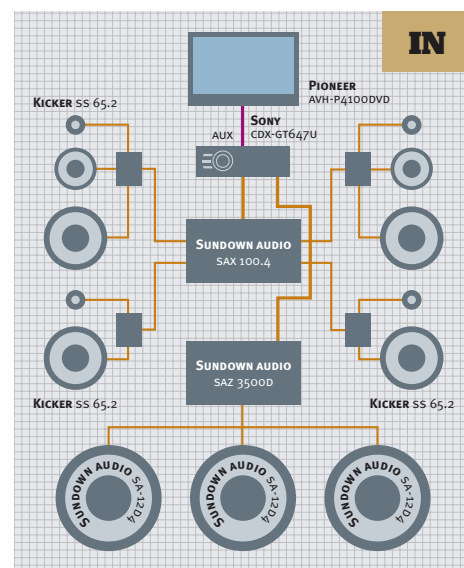 IN
PIONEER
AVH-P4100DVD
KICKER SS 65.2
SONY
AUX CDX-GT647U
SUNDOWN AUDIO
SAX 100.4
SUNDOWN AUDIO
SAZ 3500D
KICKER SS 65.2
KICKER SS 65.2
SUNDOWN AUDIO SA-12D4
SUNDOWN AUDIO SA-12D4
SUNDOWN AUDIO SA-12D4